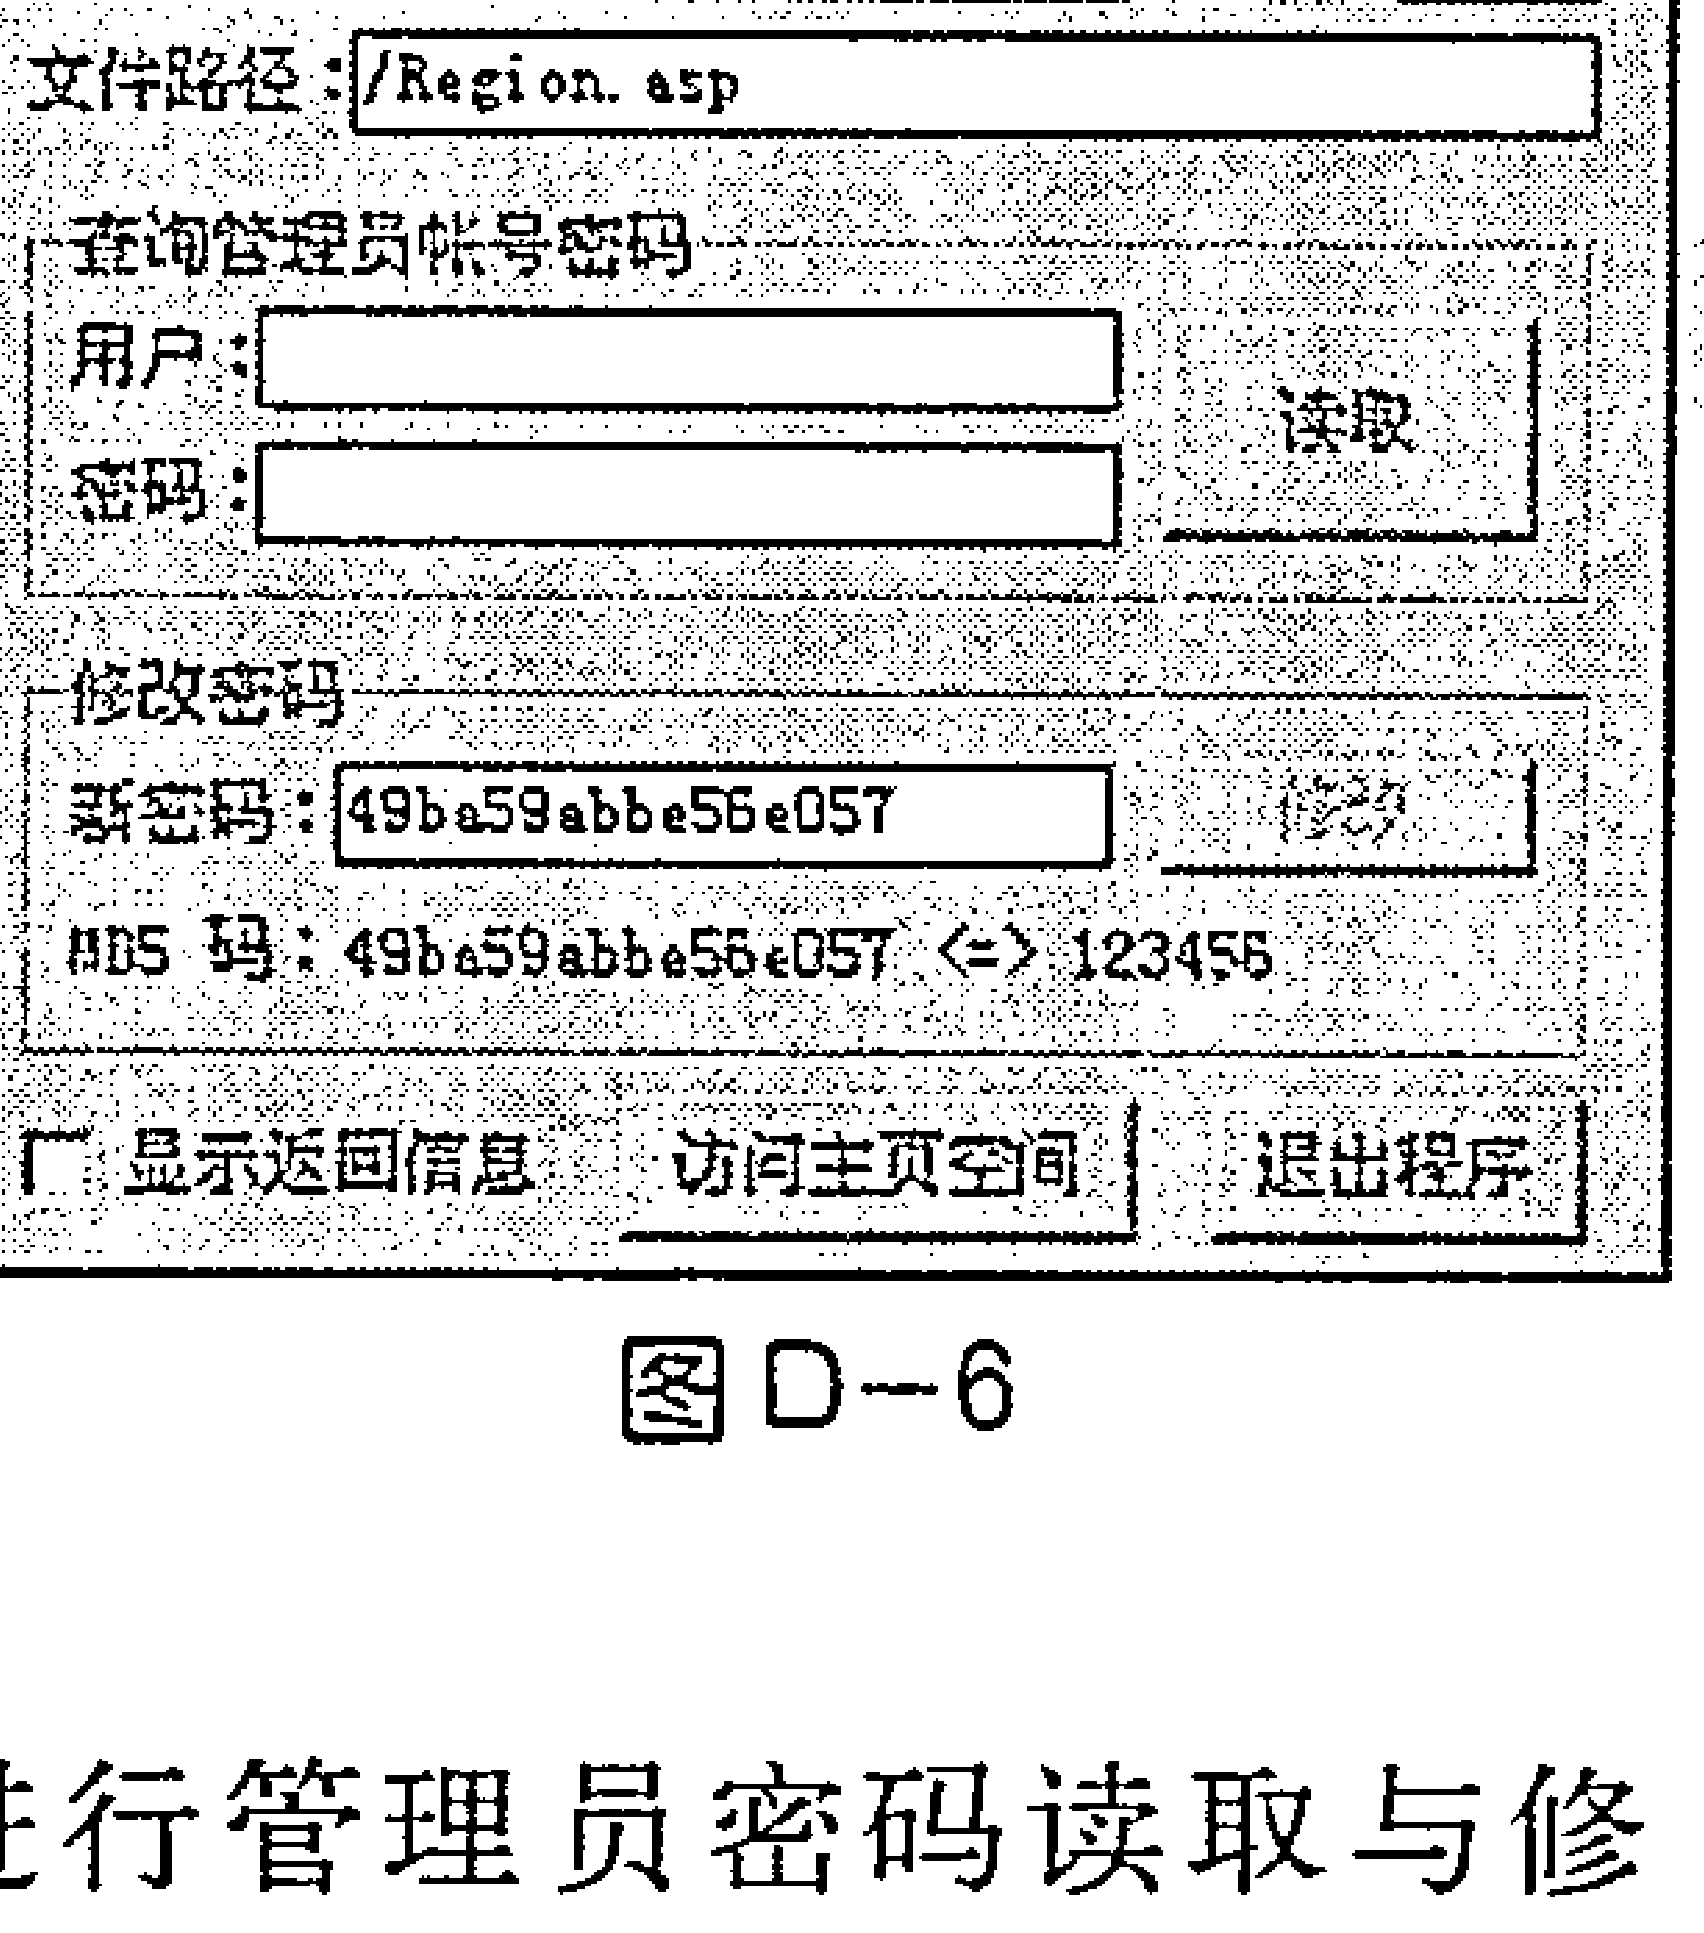 文件路径：/Region.asp
查询管理员帐号密码
用户：
读取
密码：
修改密码
新密码：49ba59abbe56e057
修改
MD5 码：49ba59abbe56e057 <=> 123456
显示返回信息 访问主页空间 退出程序
图 D-6
进行管理员密码读取与修